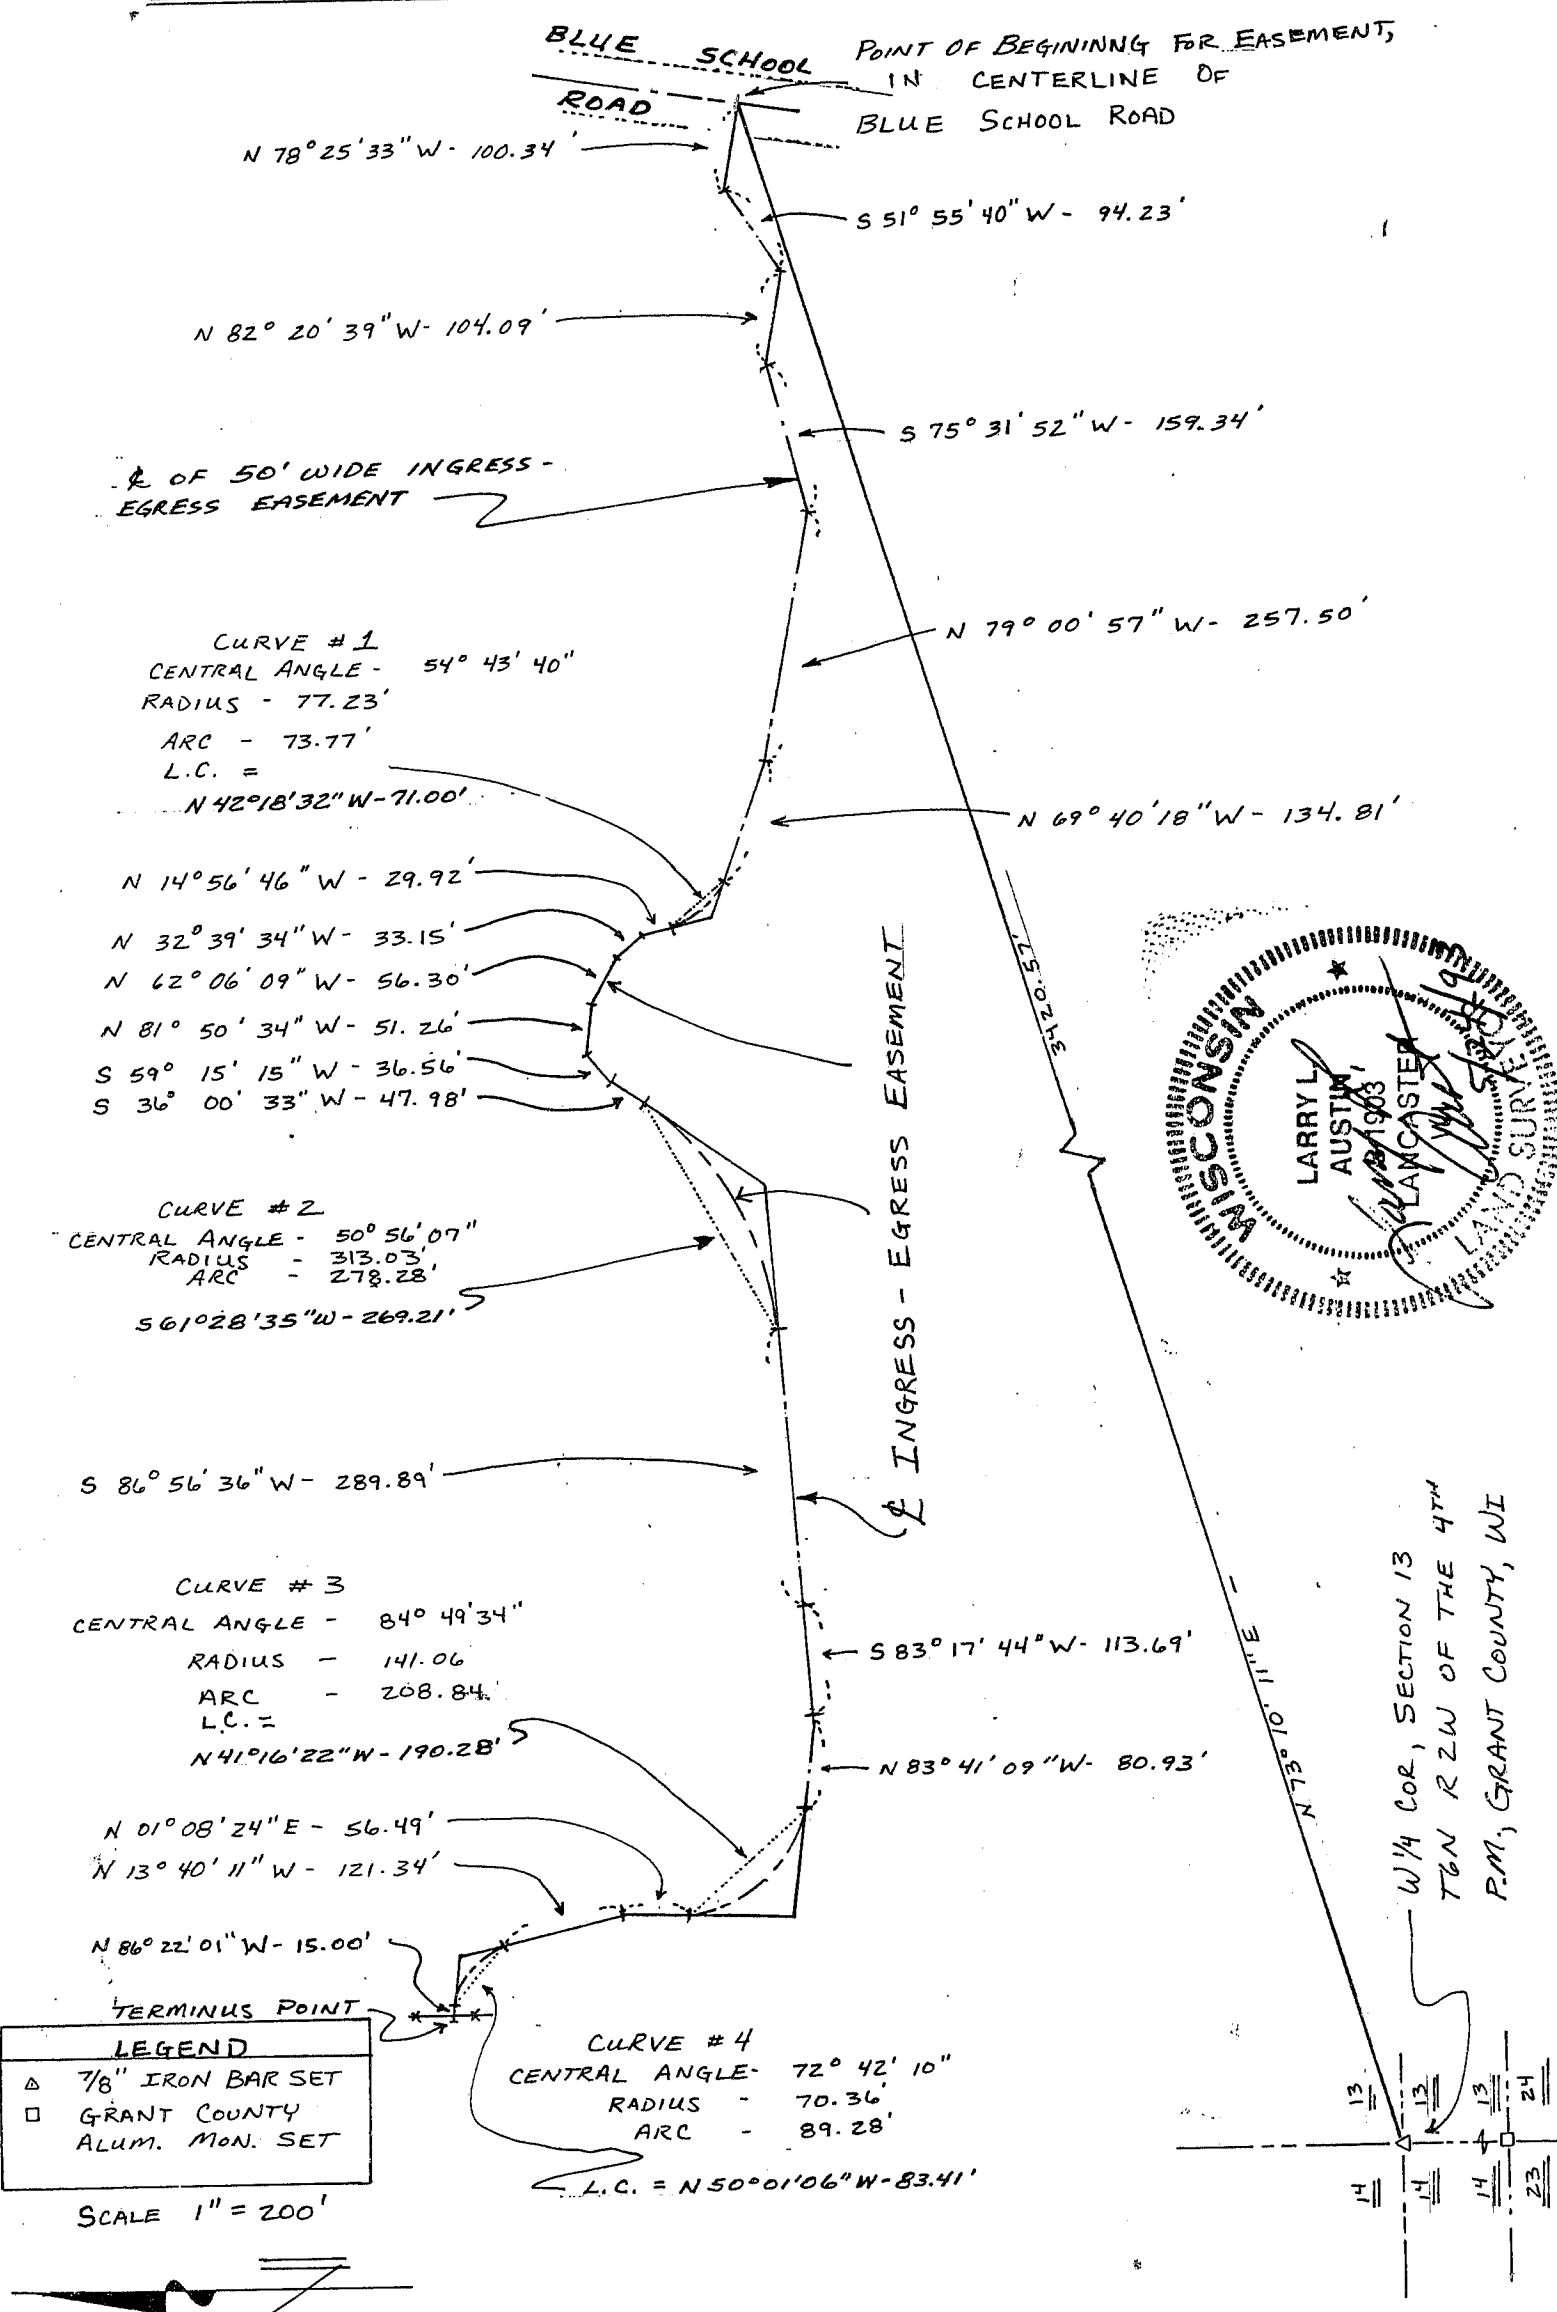 BLUE SCHOOL
ROAD
POINT OF BEGININNG FOR EASEMENT,
IN CENTERLINE OF
BLUE SCHOOL ROAD
N 78° 25' 33" W - 100.34'
S 51° 55' 40" W - 94.23'
N 82° 20' 39" W - 104.09'
S 75° 31' 52" W - 159.34'
℄ OF 50' WIDE INGRESS -
EGRESS EASEMENT
N 79° 00' 57" W - 257.50'
CURVE # 1
CENTRAL ANGLE - 54° 43' 40"
RADIUS - 77.23'
ARC - 73.77'
L.C. =
N 42°18'32" W - 71.00'
N 69° 40' 18" W - 134.81'
N 14° 56' 46" W - 29.92'
N 32° 39' 34" W - 33.15'
N 62° 06' 09" W - 56.30'
N 81° 50' 34" W - 51.26'
S 59° 15' 15" W - 36.56'
S 36° 00' 33" W - 47.98'
℄ INGRESS - EGRESS EASEMENT
3420.57'
N 73° 10' 11" E -
WISCONSIN
LARRY L.
AUSTIN
1903
LANCASTER,
LAND SURVEYOR
CURVE # 2
CENTRAL ANGLE - 50° 56' 07"
RADIUS - 313.03'
ARC - 278.28'
S 61°28'35" W - 269.21'
S 86° 56' 36" W - 289.89'
CURVE # 3
CENTRAL ANGLE - 84° 49' 34"
RADIUS - 141.06
ARC - 208.84'
L.C. =
N 41°16'22" W - 190.28'
S 83° 17' 44" W - 113.69'
N 83° 41' 09" W - 80.93'
N 01° 08' 24" E - 56.49'
N 13° 40' 11" W - 121.34'
N 86° 22' 01" W - 15.00'
TERMINUS POINT
W 1/4 COR, SECTION 13
T6N R2W OF THE 4TH
P.M., GRANT COUNTY, WI
LEGEND
7/8" IRON BAR SET
GRANT COUNTY
ALUM. MON. SET
SCALE 1" = 200'
CURVE # 4
CENTRAL ANGLE - 72° 42' 10"
RADIUS - 70.36'
ARC - 89.28'
L.C. = N 50°01'06" W - 83.41'
13 13 13 24
14 14 14 23